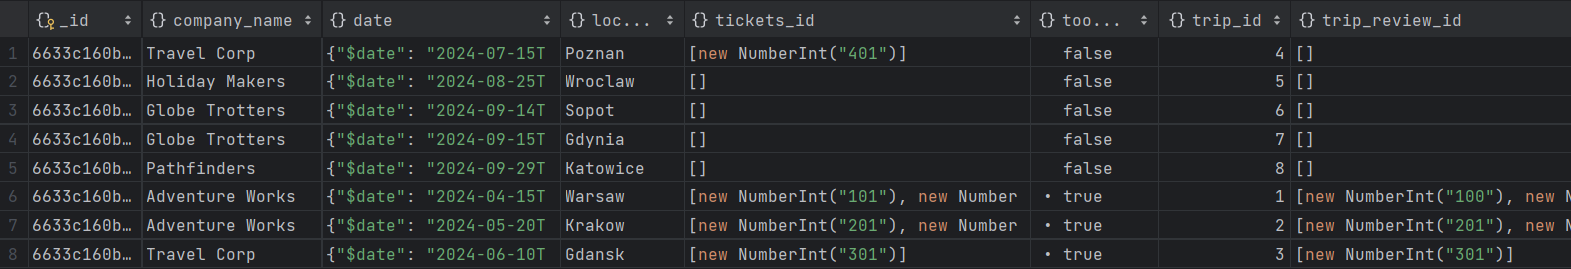 _id company_name date loc... tickets_id too... trip_id trip_review_id
1 6633c160b… Travel Corp {"$date": "2024-07-15T Poznan [new NumberInt("401")] false 4 []
2 6633c160b… Holiday Makers {"$date": "2024-08-25T Wroclaw [] false 5 []
3 6633c160b… Globe Trotters {"$date": "2024-09-14T Sopot [] false 6 []
4 6633c160b… Globe Trotters {"$date": "2024-09-15T Gdynia [] false 7 []
5 6633c160b… Pathfinders {"$date": "2024-09-29T Katowice [] false 8 []
6 6633c160b… Adventure Works {"$date": "2024-04-15T Warsaw [new NumberInt("101"), new Number • true 1 [new NumberInt("100"), new N
7 6633c160b… Adventure Works {"$date": "2024-05-20T Krakow [new NumberInt("201"), new Number • true 2 [new NumberInt("201"), new N
8 6633c160b… Travel Corp {"$date": "2024-06-10T Gdansk [new NumberInt("301")] • true 3 [new NumberInt("301")]